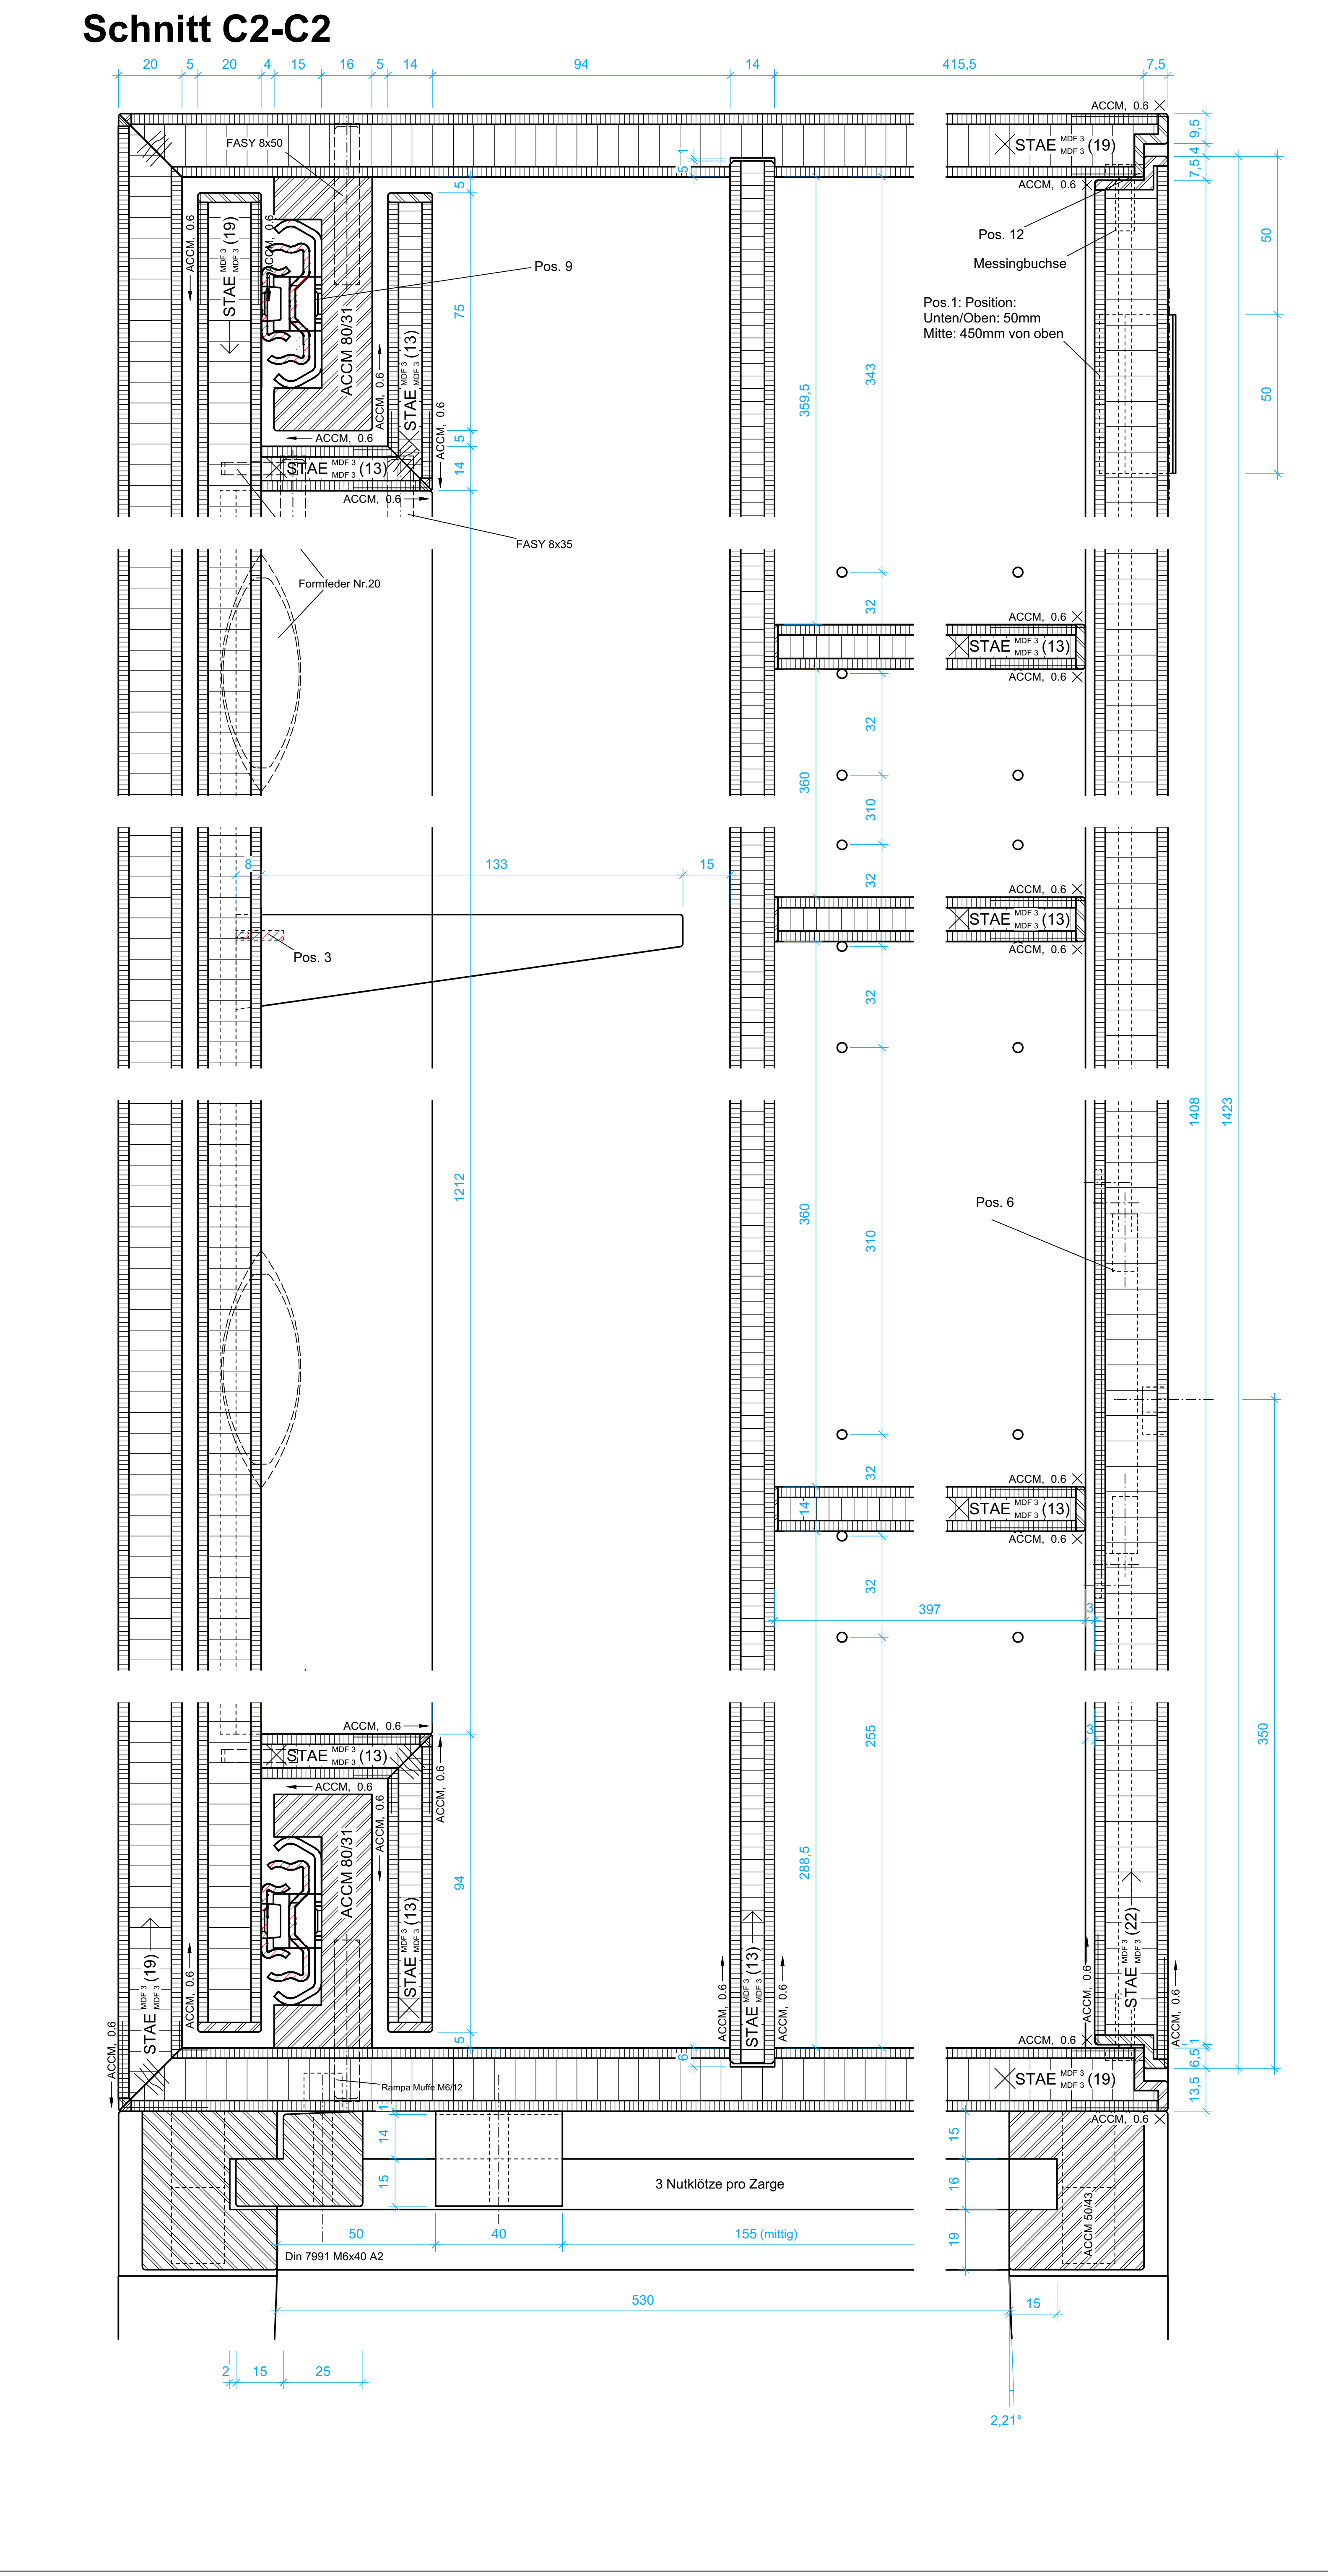 Schnitt C2-C2
20 5 20 4 15 16 5 14 94 14 415,5 7,5
ACCM, 0.6
9,5
4
7,5
FASY 8x50
STAE MDF 3 MDF 3 (19)
1
5
5
ACCM, 0.6
ACCM, 0.6
ACCM, 0.6
STAE MDF 3 MDF 3 (19)
Pos. 12
50
Messingbuchse
Pos. 9
Pos.1: Position:
Unten/Oben: 50mm
Mitte: 450mm von oben
75
ACCM 80/31
STAE MDF 3 MDF 3 (13)
343
359,5
50
ACCM, 0.6
ACCM, 0.6
ACCM, 0.6
5
STAE MDF 3 MDF 3 (13)
14
ACCM, 0.6
FASY 8x35
Formfeder Nr.20
32
ACCM, 0.6
STAE MDF 3 MDF 3 (13)
ACCM, 0.6
32
360
310
8 133 15
32
ACCM, 0.6
STAE MDF 3 MDF 3 (13)
ACCM, 0.6
Pos. 3
32
1408
1423
1212
360
310
Pos. 6
32
ACCM, 0.6
14
STAE MDF 3 MDF 3 (13)
ACCM, 0.6
32
397
3
ACCM, 0.6
3
255
350
STAE MDF 3 MDF 3 (13)
ACCM, 0.6
ACCM, 0.6
ACCM, 0.6
ACCM 80/31
94
288,5
STAE MDF 3 MDF 3 (13)
STAE MDF 3 MDF 3 (19)
ACCM, 0.6
ACCM, 0.6
ACCM, 0.6
STAE MDF 3 MDF 3 (13)
ACCM, 0.6
ACCM, 0.6
STAE MDF 3 MDF 3 (22)
ACCM, 0.6
5
6
ACCM, 0.6
1
6,5
13,5
STAE MDF 3 MDF 3 (19)
Rampa Muffe M6/12
ACCM, 0.6
1
14
15
15
16
19
3 Nutklötze pro Zarge
ACCM 50/43
50 40 155 (mittig)
Din 7991 M6x40 A2
530
15
2 15 25
2,21°